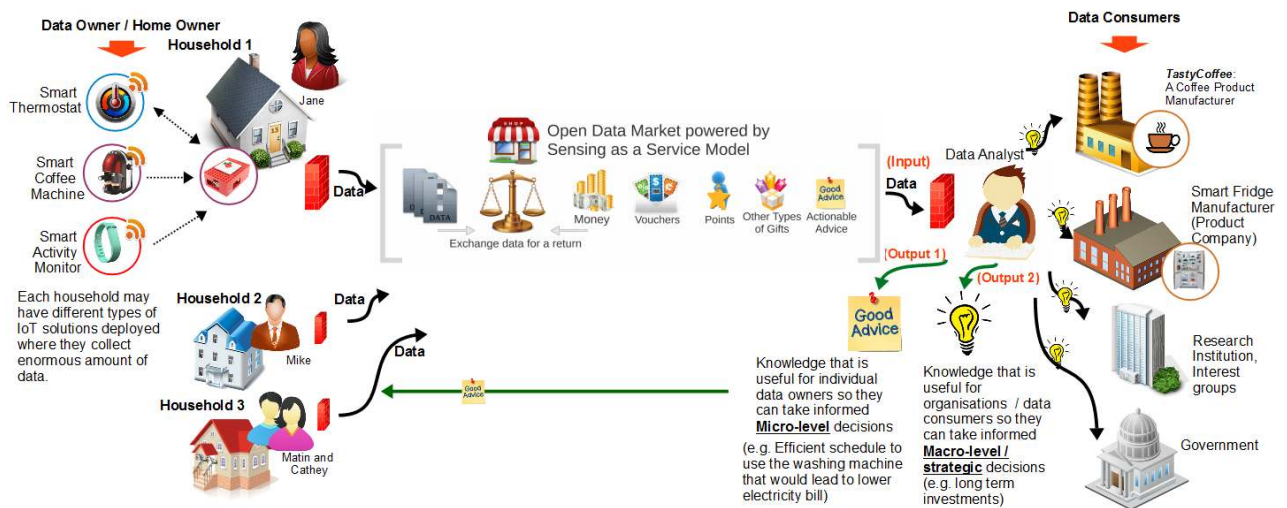 Data Owner / Home Owner
Household 1
Jane
Smart
Thermostat
Smart
Coffee
Machine
Smart
Activity
Monitor
Each household may
have different types of
IoT solutions deployed
where they collect
enormous amount of
data.
13
Data
Household 2
Mike
Data
Household 3
Matin and
Cathey
Data
SHOP
Open Data Market powered by
Sensing as a Service Model
DATA
Exchange data for a return
Money
Vouchers
Points
Other Types
of Gifts
Good
Advice
Actionable
Advice
(Input)
Data
Data Analyst
(Output 1)
(Output 2)
Good
Advice
Good
Advice
Knowledge that is
useful for individual
data owners so they
can take informed
Micro-level decisions
(e.g. Efficient schedule to
use the washing machine
that would lead to lower
electricity bill)
Knowledge that is
useful for
organisations / data
consumers so they
can take informed
Macro-level /
strategic decisions
(e.g. long term
investments)
Data Consumers
TastyCoffee:
A Coffee Product
Manufacturer
Smart Fridge
Manufacturer
(Product
Company)
Research
Institution,
Interest
groups
Government